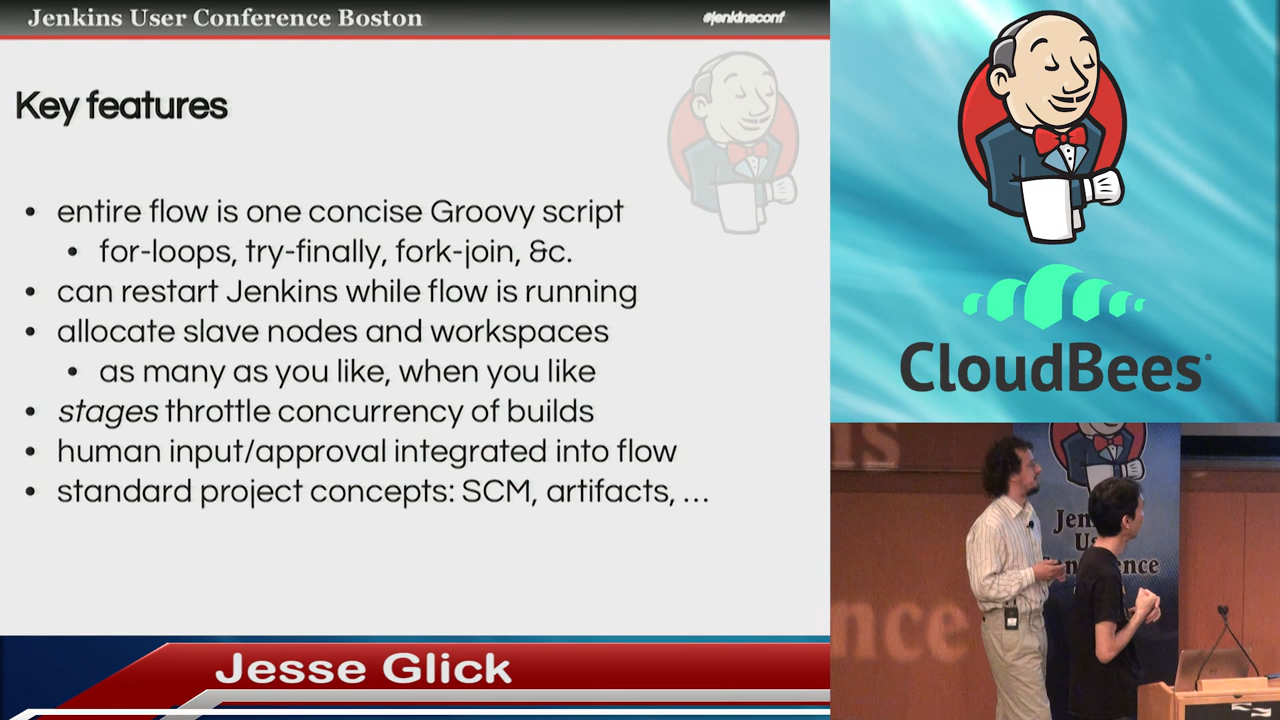 Jenkins User Conference Boston
#jenkinsconf
Key features
• entire flow is one concise Groovy script
• for-loops, try-finally, fork-join, &c.
• can restart Jenkins while flow is running
• allocate slave nodes and workspaces
• as many as you like, when you like
• stages throttle concurrency of builds
• human input/approval integrated into flow
• standard project concepts: SCM, artifacts, …
Jesse Glick
CloudBees